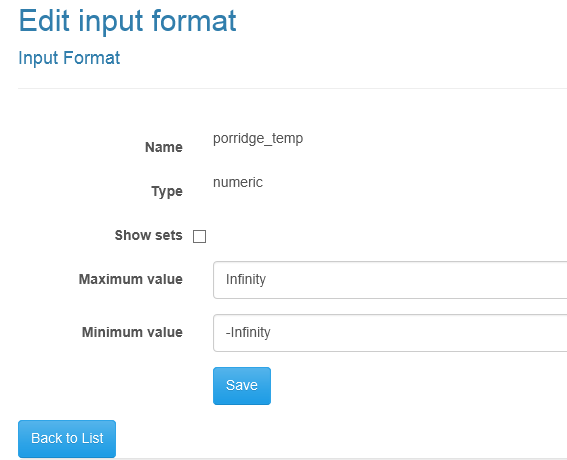 Edit input format
Input Format
Name porridge_temp
Type numeric
Show sets
Maximum value Infinity
Minimum value -Infinity
Save
Back to List